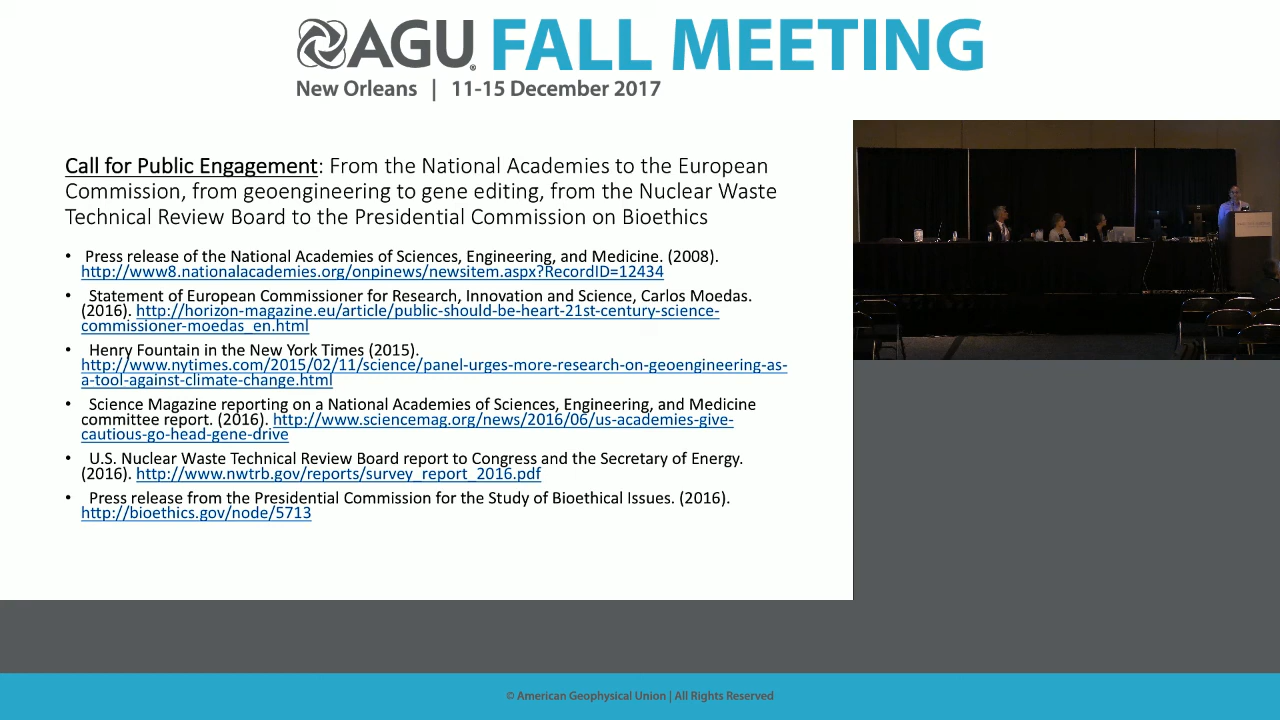 AGU FALL MEETING
New Orleans | 11-15 December 2017
Call for Public Engagement: From the National Academies to the European
Commission, from geoengineering to gene editing, from the Nuclear Waste
Technical Review Board to the Presidential Commission on Bioethics
• Press release of the National Academies of Sciences, Engineering, and Medicine. (2008).
http://www8.nationalacademies.org/onpinews/newsitem.aspx?RecordID=12434
• Statement of European Commissioner for Research, Innovation and Science, Carlos Moedas.
(2016). http://horizon-magazine.eu/article/public-should-be-heart-21st-century-science-
commissioner-moedas_en.html
• Henry Fountain in the New York Times (2015).
http://www.nytimes.com/2015/02/11/science/panel-urges-more-research-on-geoengineering-as-
a-tool-against-climate-change.html
• Science Magazine reporting on a National Academies of Sciences, Engineering, and Medicine
committee report. (2016). http://www.sciencemag.org/news/2016/06/us-academies-give-
cautious-go-head-gene-drive
• U.S. Nuclear Waste Technical Review Board report to Congress and the Secretary of Energy.
(2016). http://www.nwtrb.gov/reports/survey_report_2016.pdf
• Press release from the Presidential Commission for the Study of Bioethical Issues. (2016).
http://bioethics.gov/node/5713
© American Geophysical Union | All Rights Reserved